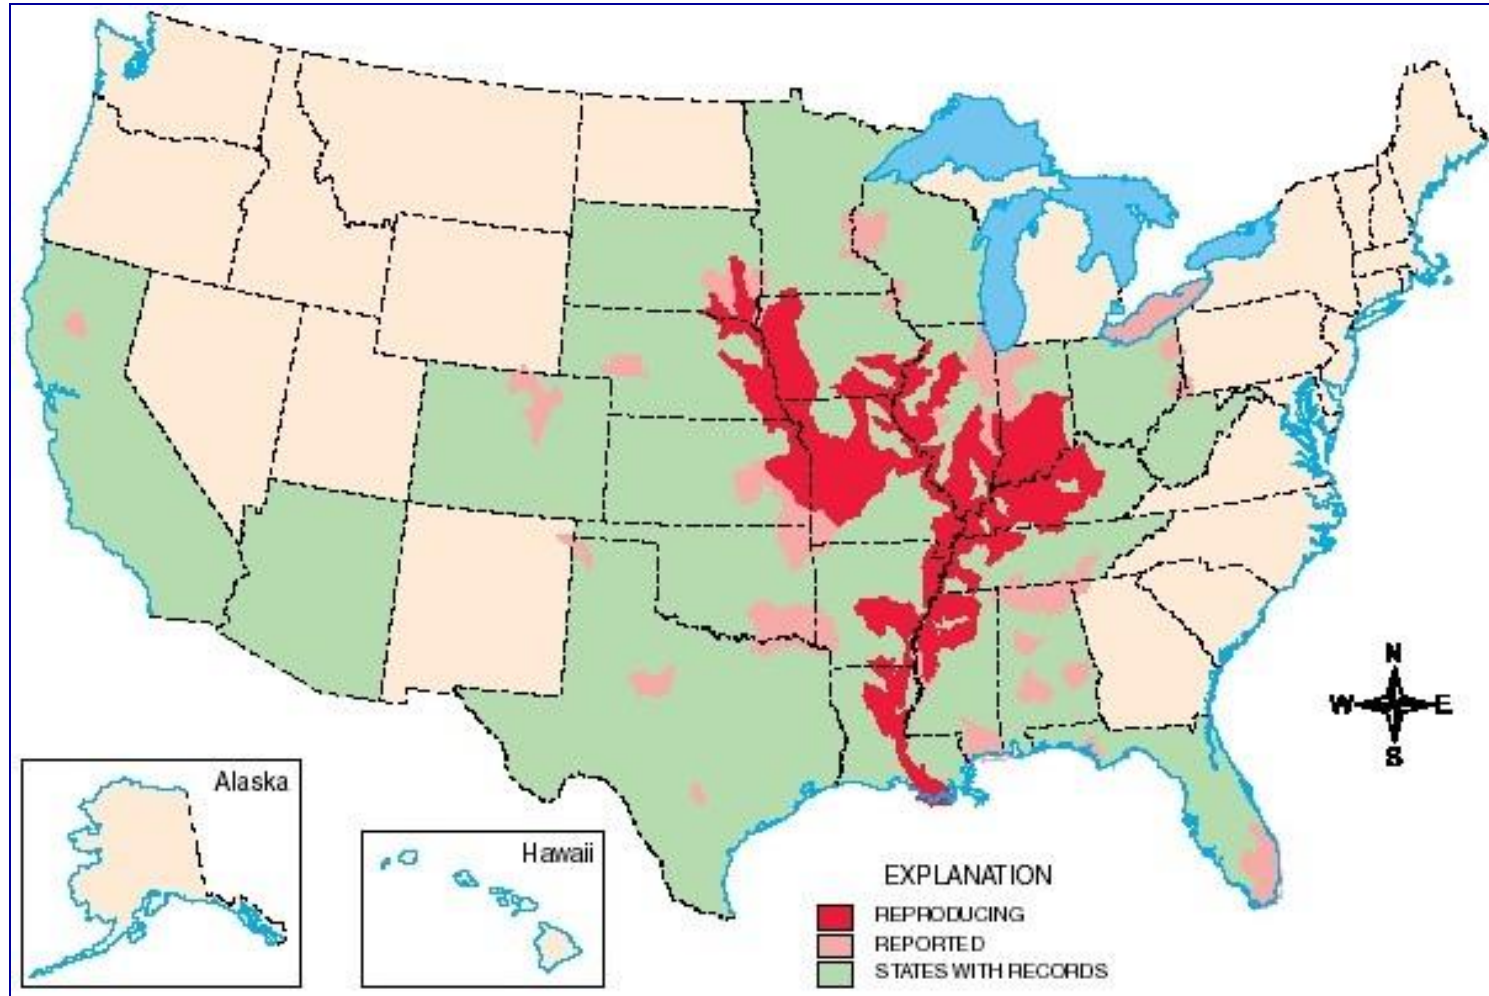 N
W E
S
Alaska
Hawaii
EXPLANATION
REPRODUCING
REPORTED
STATES WITH RECORDS